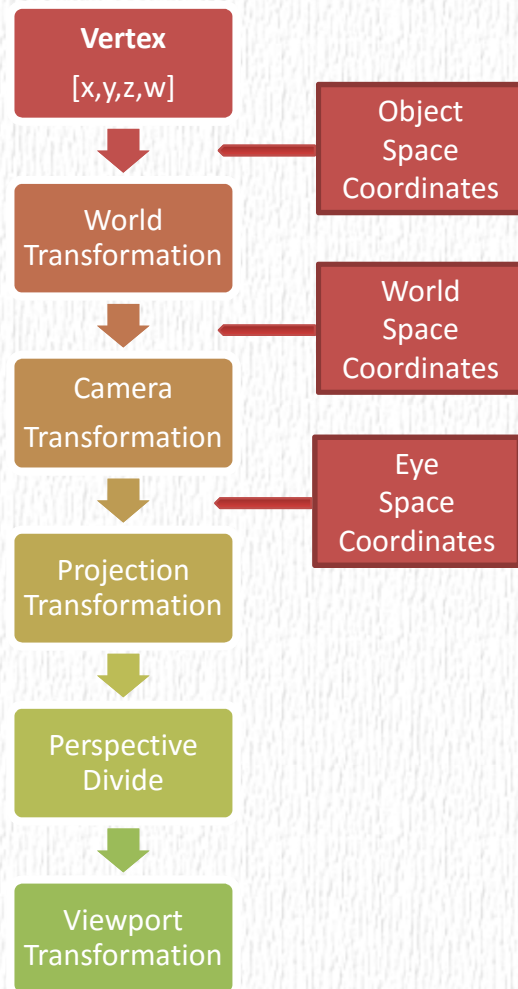 Vertex
[x,y,z,w]
Object
Space
Coordinates
World
Transformation
World
Space
Coordinates
Camera
Transformation
Eye
Space
Coordinates
Projection
Transformation
Perspective
Divide
Viewport
Transformation